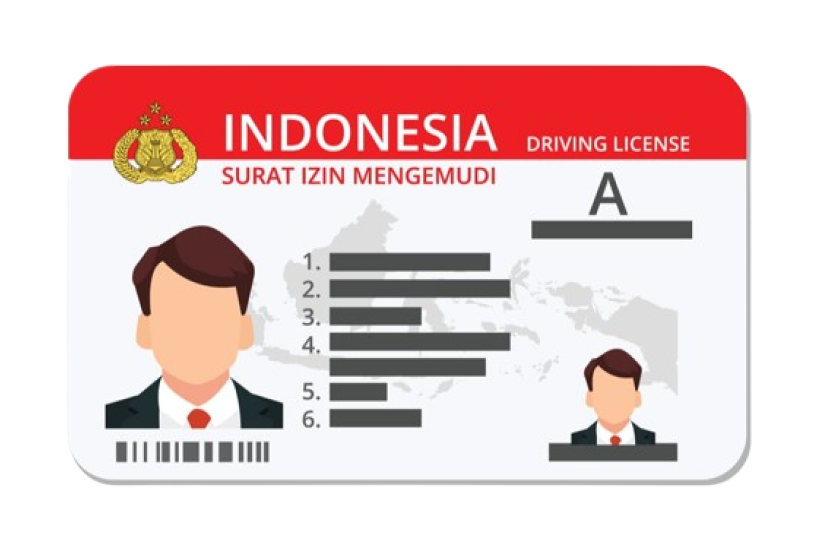 INDONESIA DRIVING LICENSE
SURAT IZIN MENGEMUDI
A
1.
2.
3.
4.
5.
6.